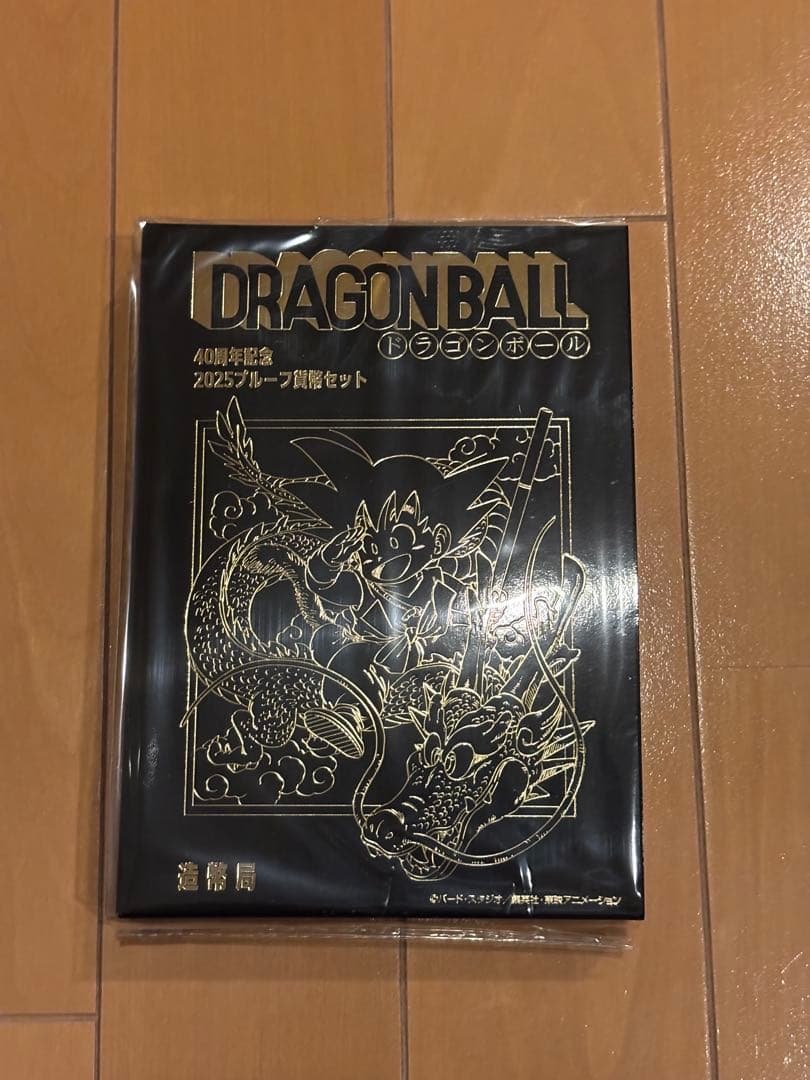 DRAGON BALL
ドラゴンボール
40周年記念
2025プルーフ貨幣セット
造幣局
©バード・スタジオ/集英社・東映アニメーション